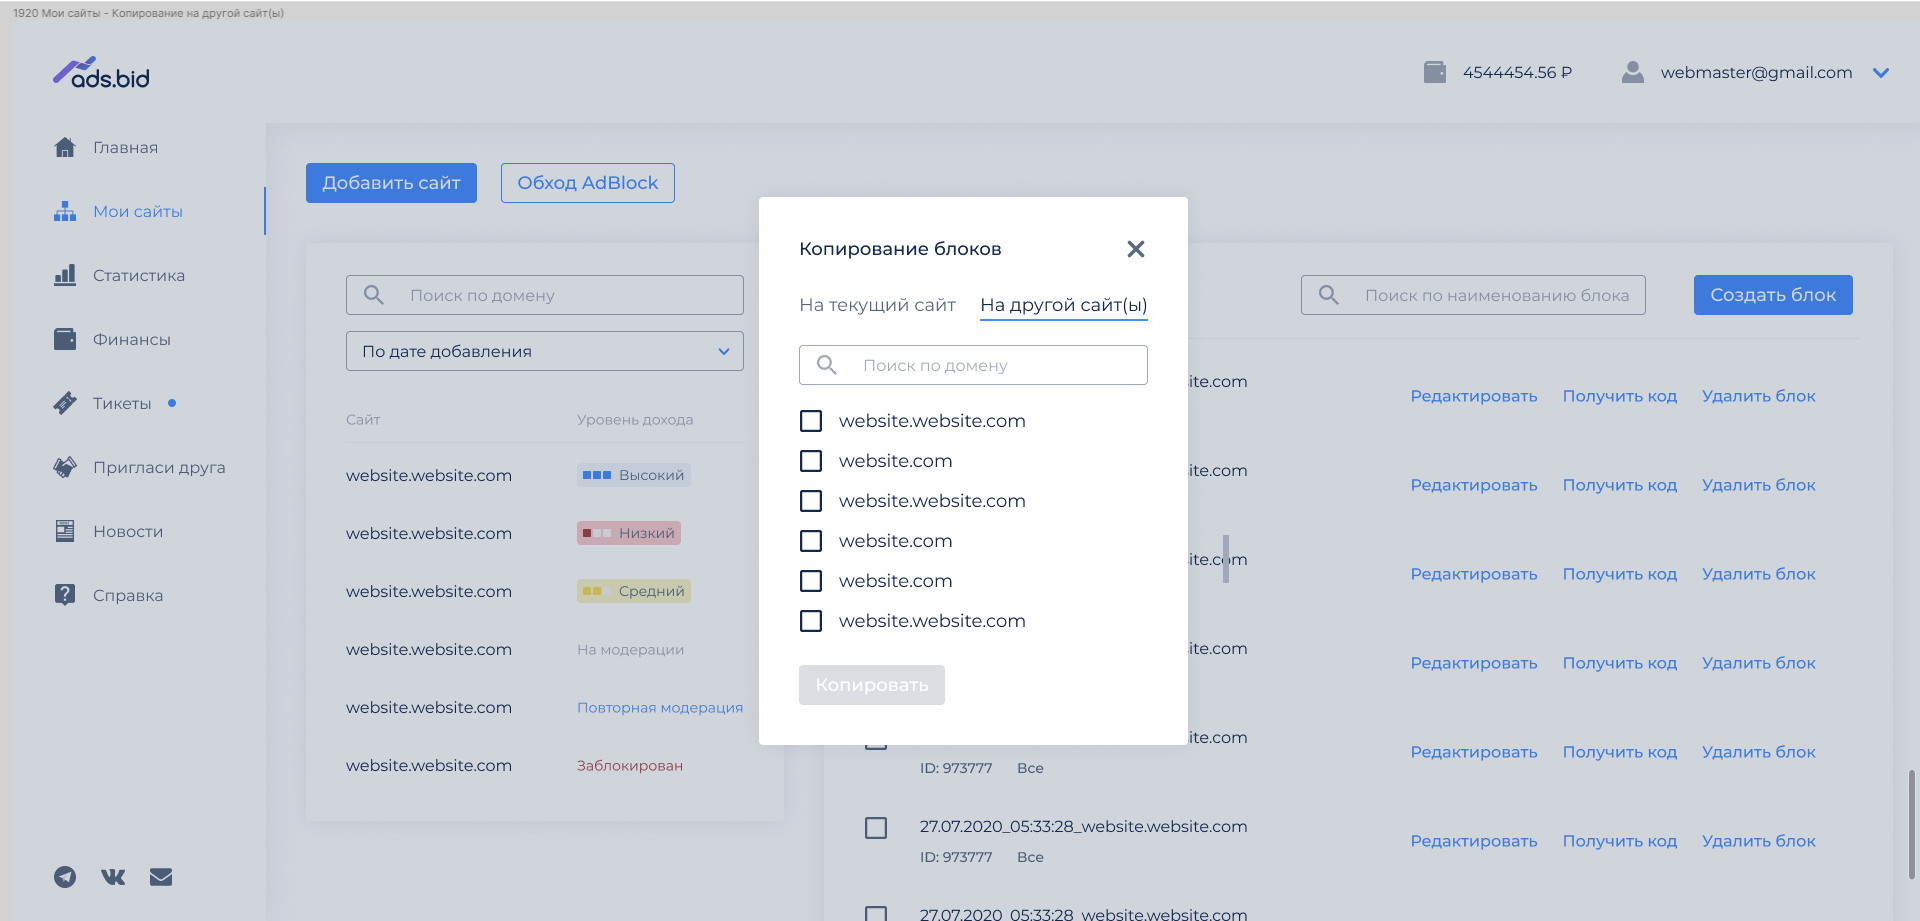 1920 Мои сайты - Копирование на другой сайт(ы)
ads.bid
4544454.56 ₽
webmaster@gmail.com
Главная
Мои сайты
Статистика
Финансы
Тикеты
Пригласи друга
Новости
Справка
Добавить сайт
Обход AdBlock
Поиск по домену
По дате добавления
Сайт
Уровень дохода
website.website.com
Высокий
website.website.com
Низкий
website.website.com
Средний
website.website.com
На модерации
website.website.com
Повторная модерация
website.website.com
Заблокирован
Копирование блоков
На текущий сайт
На другой сайт(ы)
Поиск по домену
website.website.com
website.com
website.website.com
website.com
website.com
website.website.com
Копировать
Поиск по наименованию блока
Создать блок
ite.com
Редактировать Получить код Удалить блок
ite.com
Редактировать Получить код Удалить блок
ite.com
Редактировать Получить код Удалить блок
ite.com
Редактировать Получить код Удалить блок
ite.com
Редактировать Получить код Удалить блок
ID: 973777 Все
27.07.2020_05:33:28_website.website.com
Редактировать Получить код Удалить блок
ID: 973777 Все
27.07.2020_05:33:28_website.website.com